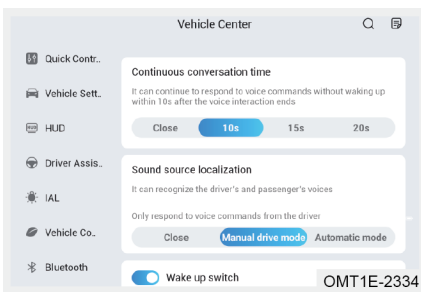 Vehicle Center
Quick Contr..
Vehicle Sett..
HUD
HUD
Driver Assis..
IAL
Vehicle Co..
Bluetooth
Continuous conversation time
It can continue to respond to voice commands without waking up
within 10s after the voice interaction ends
Close 10s 15s 20s
Sound source localization
It can recognize the driver's and passenger's voices
Only respond to voice commands from the driver
Close Manual drive mode Automatic mode
Wake up switch
OMT1E-2334